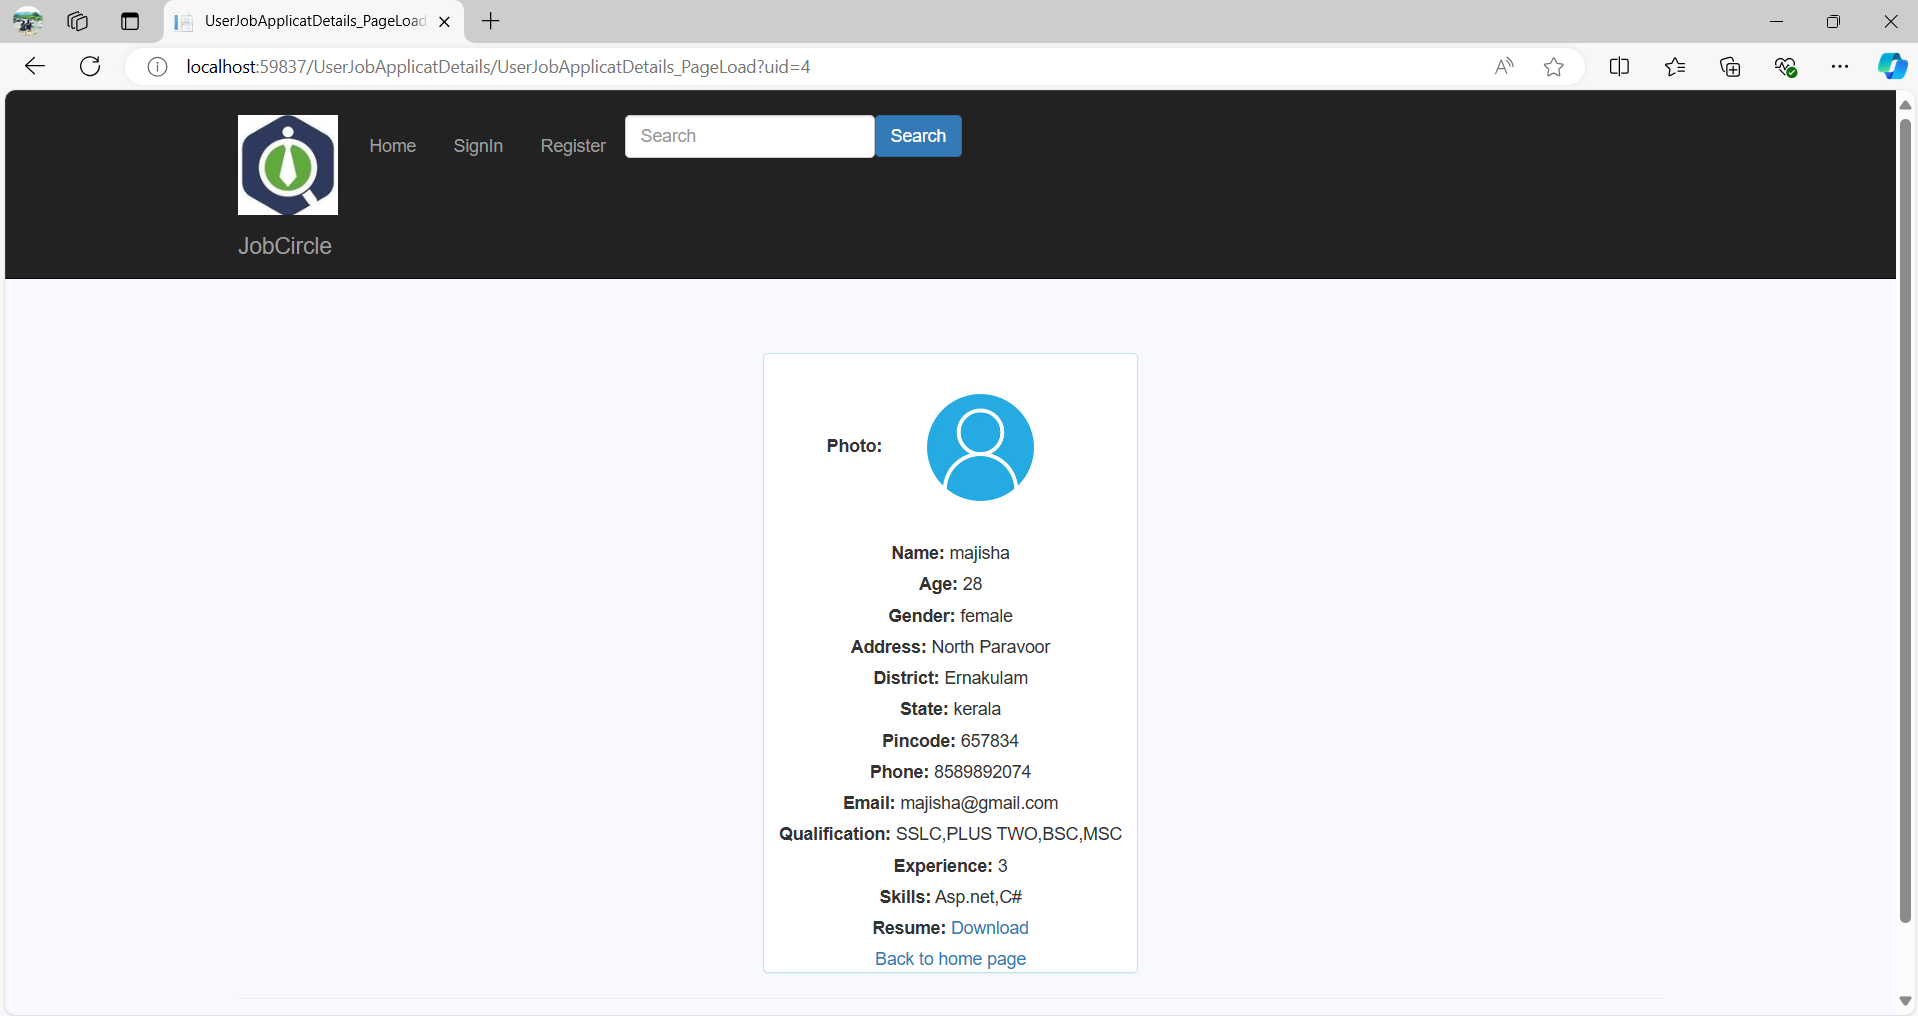 UserJobApplicatDetails_PageLoad
localhost:59837/UserJobApplicatDetails/UserJobApplicatDetails_PageLoad?uid=4
Home SignIn Register Search Search
JobCircle
Photo:
Name: majisha
Age: 28
Gender: female
Address: North Paravoor
District: Ernakulam
State: kerala
Pincode: 657834
Phone: 8589892074
Email: majisha@gmail.com
Qualification: SSLC,PLUS TWO,BSC,MSC
Experience: 3
Skills: Asp.net,C#
Resume: Download
Back to home page